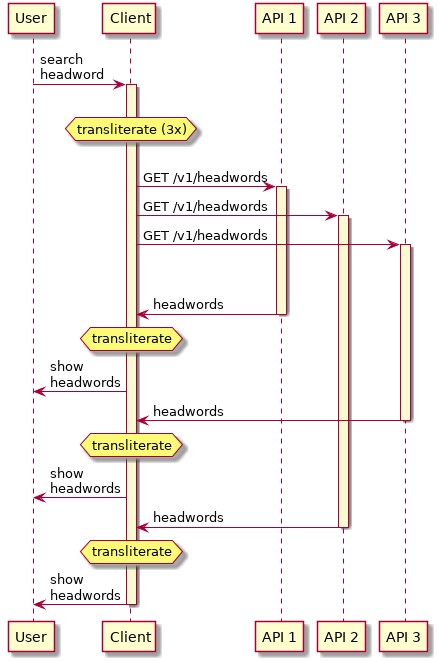 User Client API 1 API 2 API 3
search
headword
transliterate (3x)
GET /v1/headwords
GET /v1/headwords
GET /v1/headwords
headwords
transliterate
show
headwords
headwords
transliterate
show
headwords
headwords
transliterate
show
headwords
User Client API 1 API 2 API 3